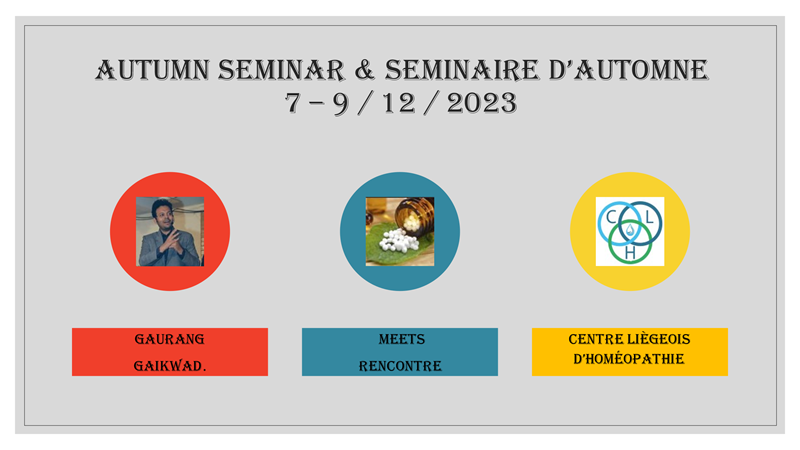 AUTUMN SEMINAR & SEMINAIRE D'AUTOMNE
7 – 9 / 12 / 2023
C L
H
GAURANG
GAIKWAD.
MEETS
RENCONTRE
CENTRE LIÈGEOIS
D'HOMÉOPATHIE